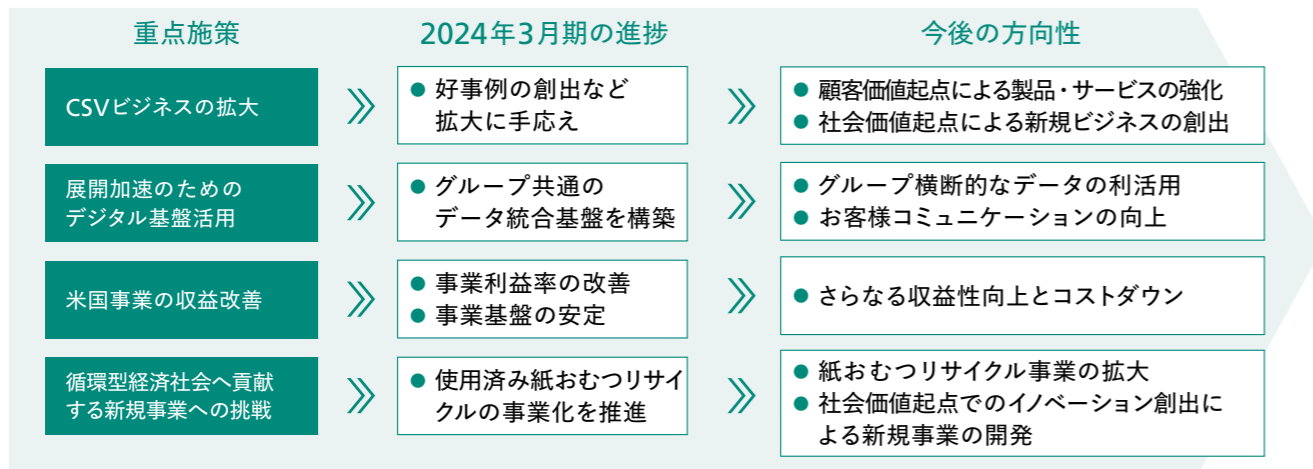 重点施策
2024年3月期の進捗
今後の方向性
CSVビジネスの拡大
● 好事例の創出など
拡大に手応え
● 顧客価値起点による製品・サービスの強化
● 社会価値起点による新規ビジネスの創出
展開加速のための
デジタル基盤活用
● グループ共通の
データ統合基盤を構築
● グループ横断的なデータの利活用
● お客様コミュニケーションの向上
米国事業の収益改善
● 事業利益率の改善
● 事業基盤の安定
● さらなる収益性向上とコストダウン
循環型経済社会へ貢献
する新規事業への挑戦
● 使用済み紙おむつリサイ
クルの事業化を推進
● 紙おむつリサイクル事業の拡大
● 社会価値起点でのイノベーション創出に
よる新規事業の開発